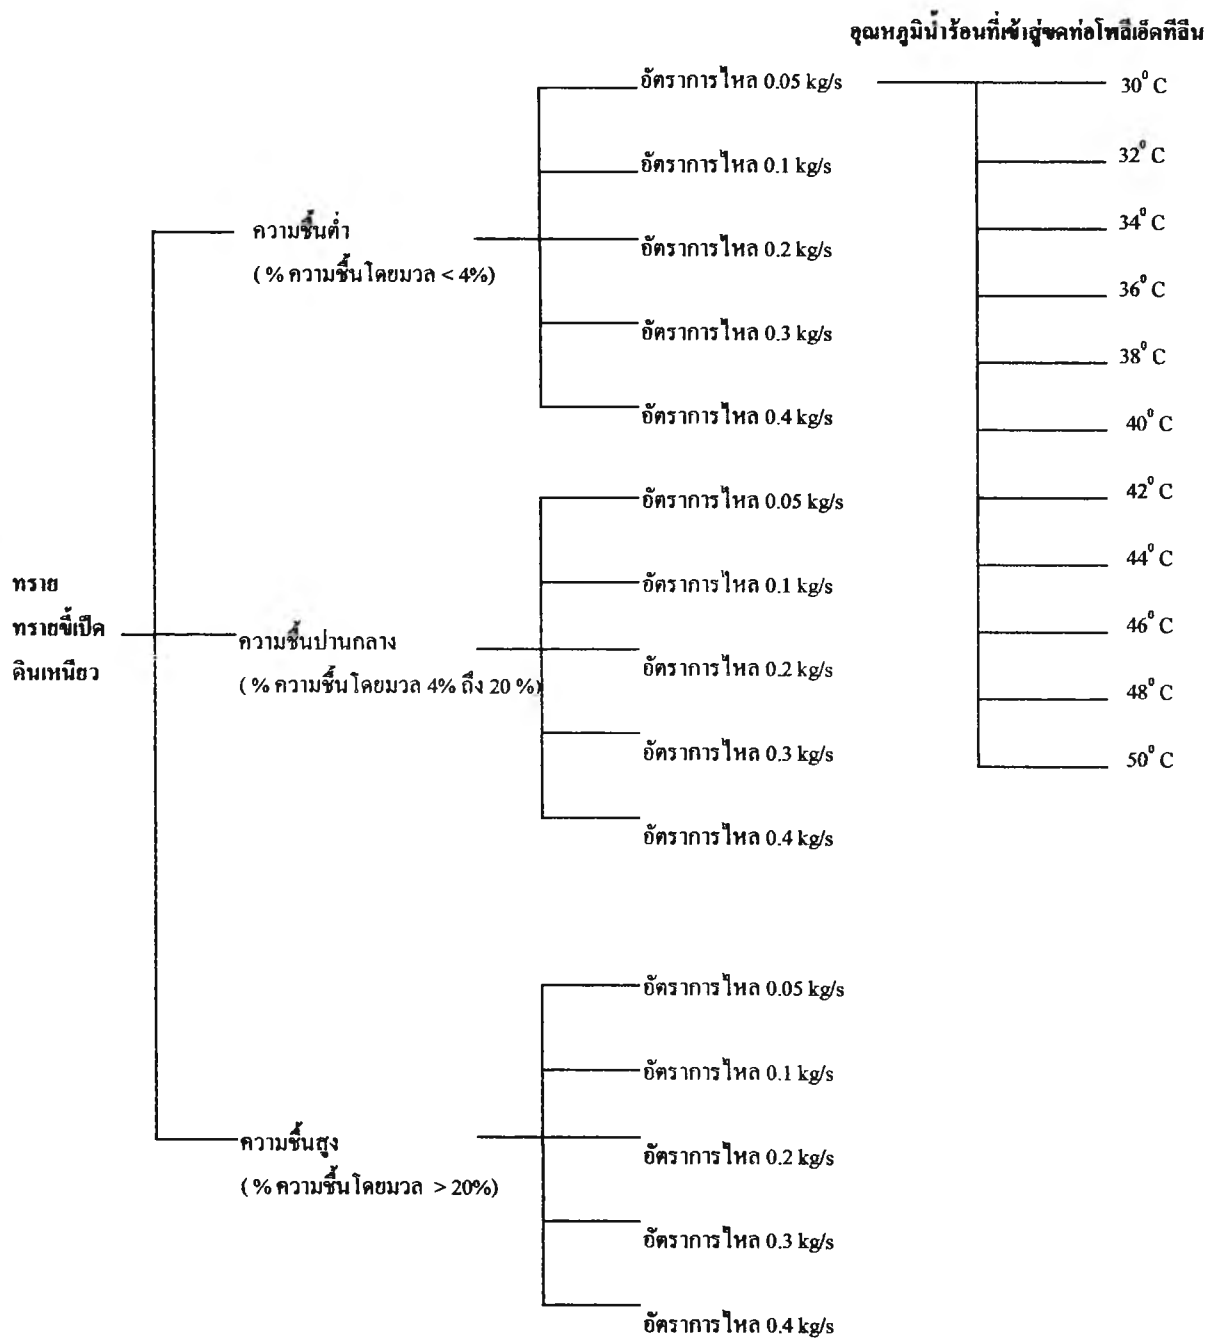 อุณหภูมิน้ำร้อนที่เข้าสู่ขดท่อโพลีเอ็คทีลีน
อัตราการไหล 0.05 kg/s
30⁰ C
อัตราการไหล 0.1 kg/s
32⁰ C
ความชื้นต่ำ
34⁰ C
อัตราการไหล 0.2 kg/s
( % ความชื้นโดยมวล < 4%)
36⁰ C
อัตราการไหล 0.3 kg/s
38⁰ C
อัตราการไหล 0.4 kg/s
40⁰ C
อัตราการไหล 0.05 kg/s
42⁰ C
44⁰ C
ทราย
อัตราการไหล 0.1 kg/s
ทรายขี้เป็ด
46⁰ C
ความชื้นปานกลาง
ดินเหนียว
อัตราการไหล 0.2 kg/s
( % ความชื้นโดยมวล 4% ถึง 20 %)
48⁰ C
อัตราการไหล 0.3 kg/s
50⁰ C
อัตราการไหล 0.4 kg/s
อัตราการไหล 0.05 kg/s
อัตราการไหล 0.1 kg/s
ความชื้นสูง
อัตราการไหล 0.2 kg/s
( % ความชื้นโดยมวล > 20%)
อัตราการไหล 0.3 kg/s
อัตราการไหล 0.4 kg/s